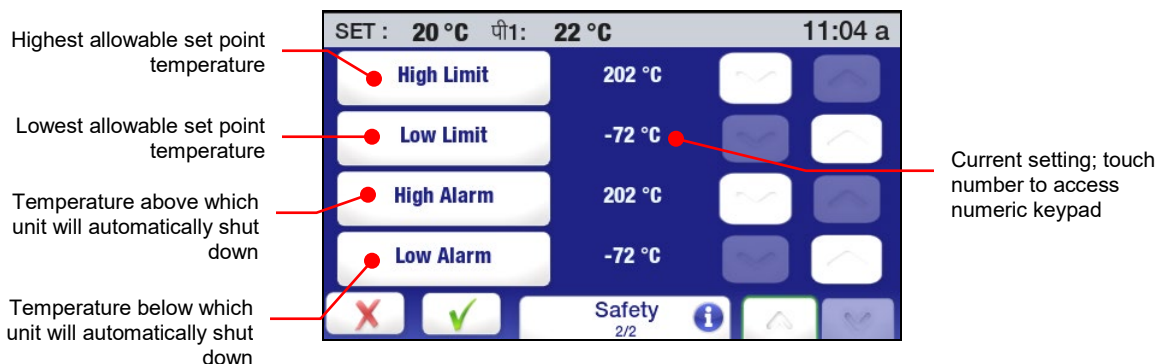 SET : 20 °C पी1: 22 °C 11:04 a
Highest allowable set point
temperature
High Limit 202 °C
Lowest allowable set point
temperature
Low Limit -72 °C
Current setting; touch
number to access
numeric keypad
Temperature above which
unit will automatically shut
down
High Alarm 202 °C
Low Alarm -72 °C
Temperature below which
unit will automatically shut
down
Safety
2/2
i